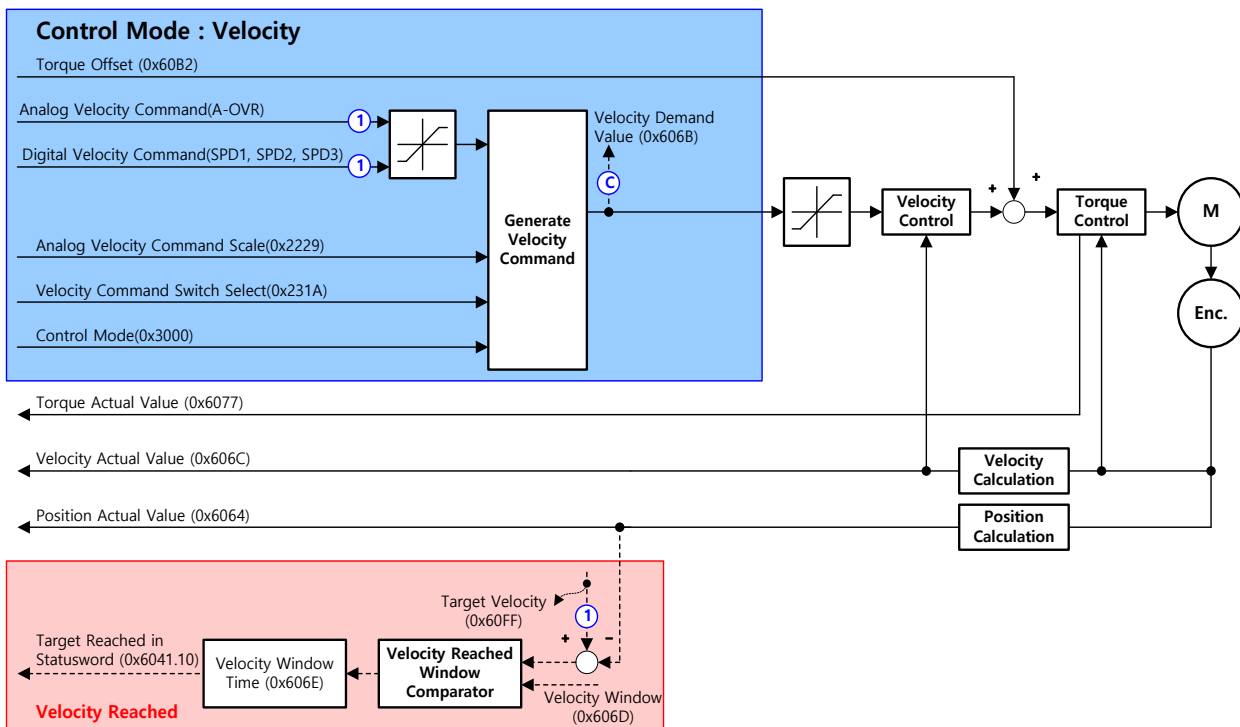 Control Mode : Velocity
Torque Offset (0x60B2)
Analog Velocity Command(A-OVR)
1
Digital Velocity Command(SPD1, SPD2, SPD3)
1
Velocity Demand
Value (0x606B)
C
Generate
Velocity
Command
Analog Velocity Command Scale(0x2229)
Velocity Command Switch Select(0x231A)
Control Mode(0x3000)
Velocity
Control
+
+
Torque
Control
M
Enc.
Torque Actual Value (0x6077)
Velocity Actual Value (0x606C)
Velocity
Calculation
Position Actual Value (0x6064)
Position
Calculation
Target Velocity
(0x60FF)
1
+
−
Target Reached in
Statusword (0x6041.10)
Velocity Window
Time (0x606E)
Velocity Reached
Window
Comparator
Velocity Window
(0x606D)
Velocity Reached